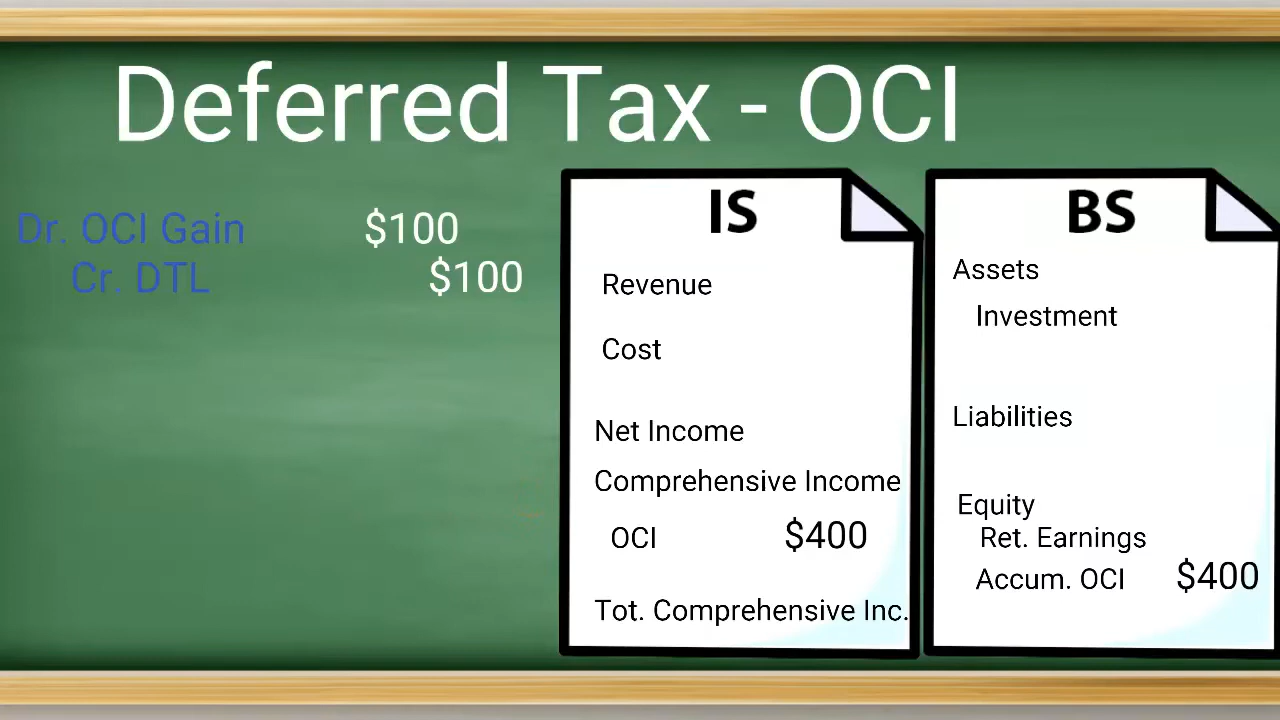 Deferred Tax - OCI
Dr. OCI Gain $100
Cr. DTL $100
IS
Revenue
Cost
Net Income
Comprehensive Income
OCI $400
Tot. Comprehensive Inc.
BS
Assets
Investment
Liabilities
Equity
Ret. Earnings
Accum. OCI $400